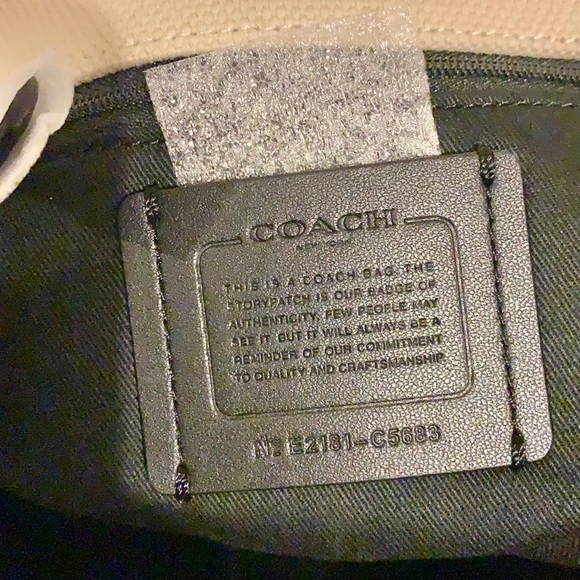 COACH
NEW YORK
THIS IS A COACH BAG. THE
STORYPATCH IS OUR BADGE OF
AUTHENTICITY. FEW PEOPLE MAY
SEE IT. BUT IT WILL ALWAYS BE A
REMINDER OF OUR COMMITMENT
TO QUALITY AND CRAFTSMANSHIP
Nº E2181-C5683